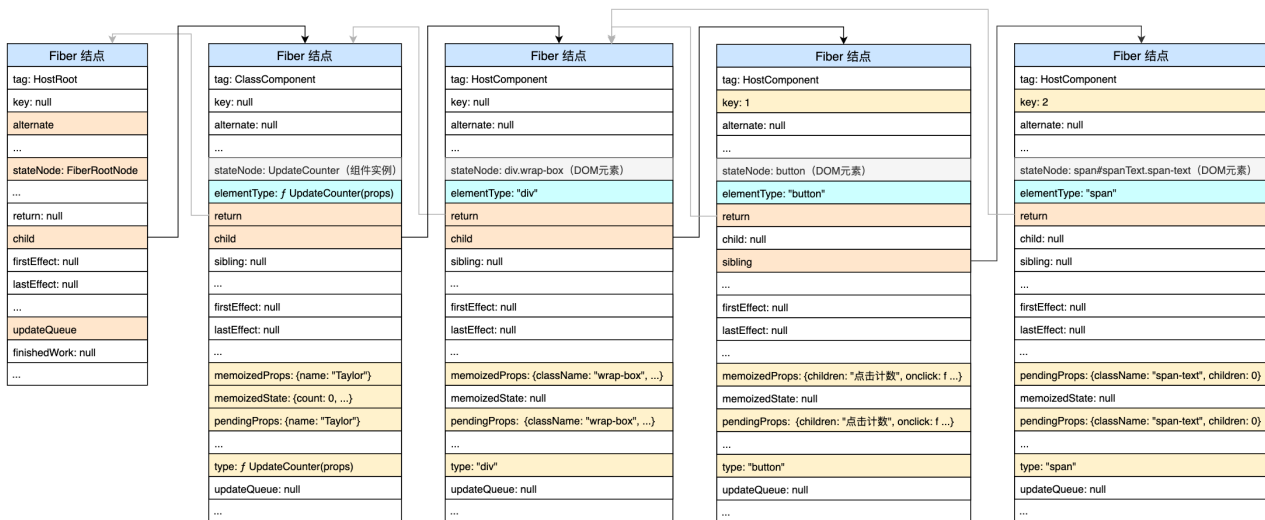 Fiber 结点
tag: HostRoot
key: null
alternate
...
stateNode: FiberRootNode
...
return: null
child
firstEffect: null
lastEffect: null
...
updateQueue
finishedWork: null
...
Fiber 结点
tag: ClassComponent
key: null
alternate: null
...
stateNode: UpdateCounter（组件实例）
elementType: ƒ UpdateCounter(props)
return
child
sibling: null
...
firstEffect: null
lastEffect: null
...
memoizedProps: {name: "Taylor"}
memoizedState: {count: 0, ...}
pendingProps: {name: "Taylor"}
...
type: ƒ UpdateCounter(props)
updateQueue: null
...
Fiber 结点
tag: HostComponent
key: null
alternate: null
...
stateNode: div.wrap-box（DOM元素）
elementType: "div"
return
child
sibling: null
...
firstEffect: null
lastEffect: null
...
memoizedProps: {className: "wrap-box", ...}
memoizedState: null
pendingProps:  {className: "wrap-box", ...}
...
type: "div"
updateQueue: null
...
Fiber 结点
tag: HostComponent
key: 1
alternate: null
...
stateNode: button（DOM元素）
elementType: "button"
return
child: null
sibling
...
firstEffect: null
lastEffect: null
...
memoizedProps: {children: "点击计数", onclick: f ...}
memoizedState: null
pendingProps:  {children: "点击计数", onclick: f ...}
...
type: "button"
updateQueue: null
...
Fiber 结点
tag: HostComponent
key: 2
alternate: null
...
stateNode: span#spanText.span-text（DOM元素）
elementType: "span"
return
child: null
sibling: null
...
firstEffect: null
lastEffect: null
...
pendingProps: {className: "span-text", children: 0}
memoizedState: null
pendingProps: {className: "span-text", children: 0}
...
type: "span"
updateQueue: null
...